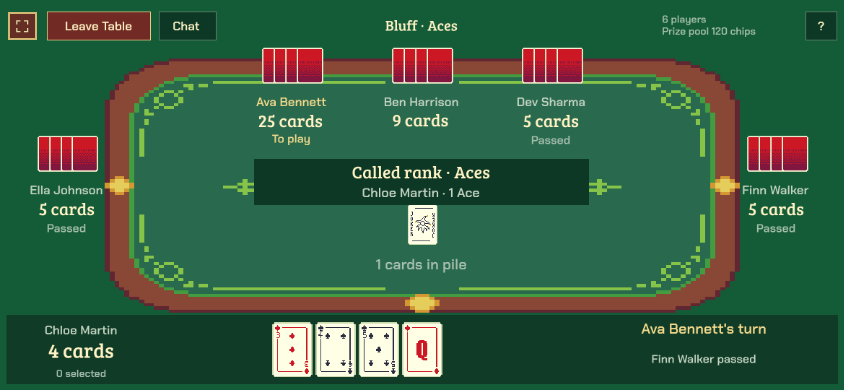 Leave Table
Chat
Bluff · Aces
6 players
Prize pool 120 chips
?
Ava Bennett
25 cards
To play
Ben Harrison
9 cards
Dev Sharma
5 cards
Passed
Ella Johnson
5 cards
Passed
Called rank · Aces
Chloe Martin · 1 Ace
Finn Walker
5 cards
Passed
1 cards in pile
Chloe Martin
4 cards
0 selected
Q
Ava Bennett's turn
Finn Walker passed